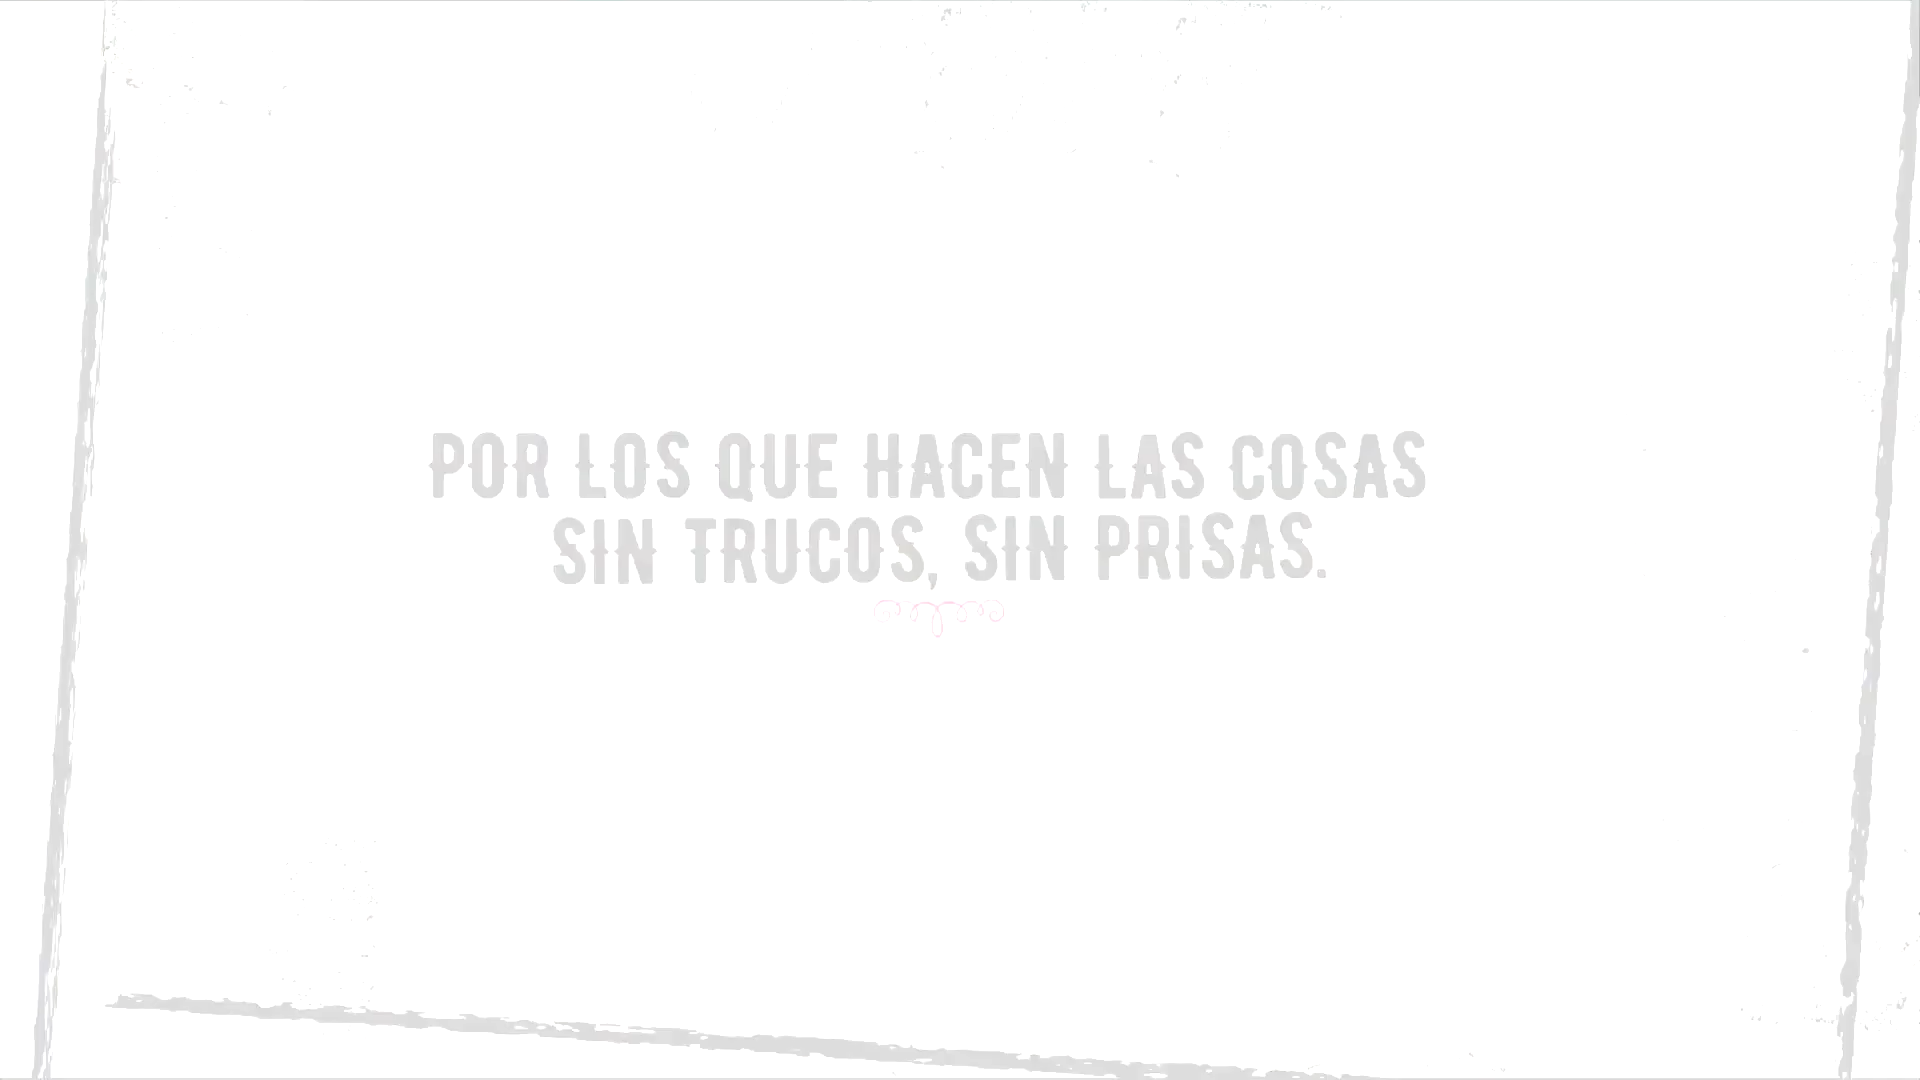 POR LOS QUE HACEN LAS COSAS
SIN TRUCOS, SIN PRISAS.